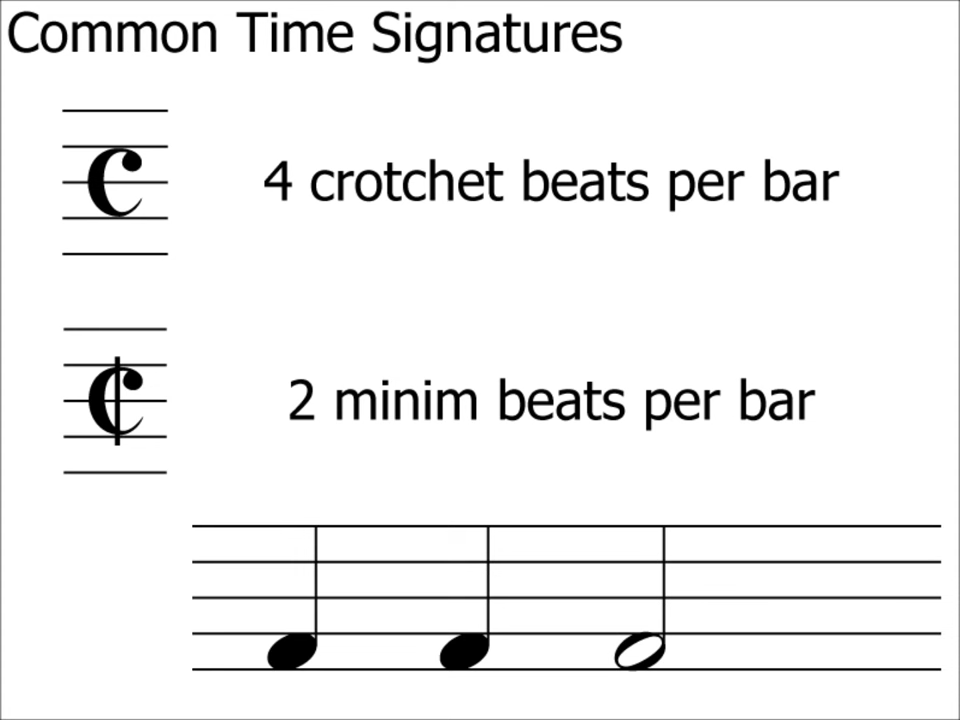 Common Time Signatures
4 crotchet beats per bar
2 minim beats per bar